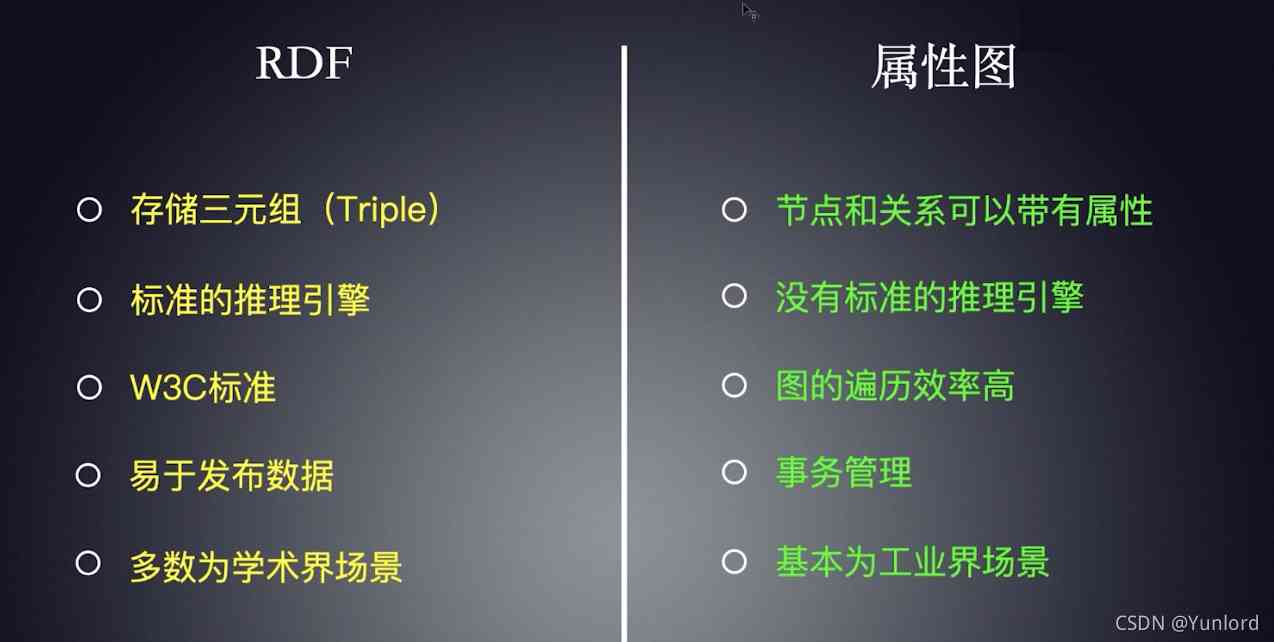 RDF
存储三元组（Triple）
标准的推理引擎
W3C标准
易于发布数据
多数为学术界场景
属性图
节点和关系可以带有属性
没有标准的推理引擎
图的遍历效率高
事务管理
基本为工业界场景
CSDN @Yunlord